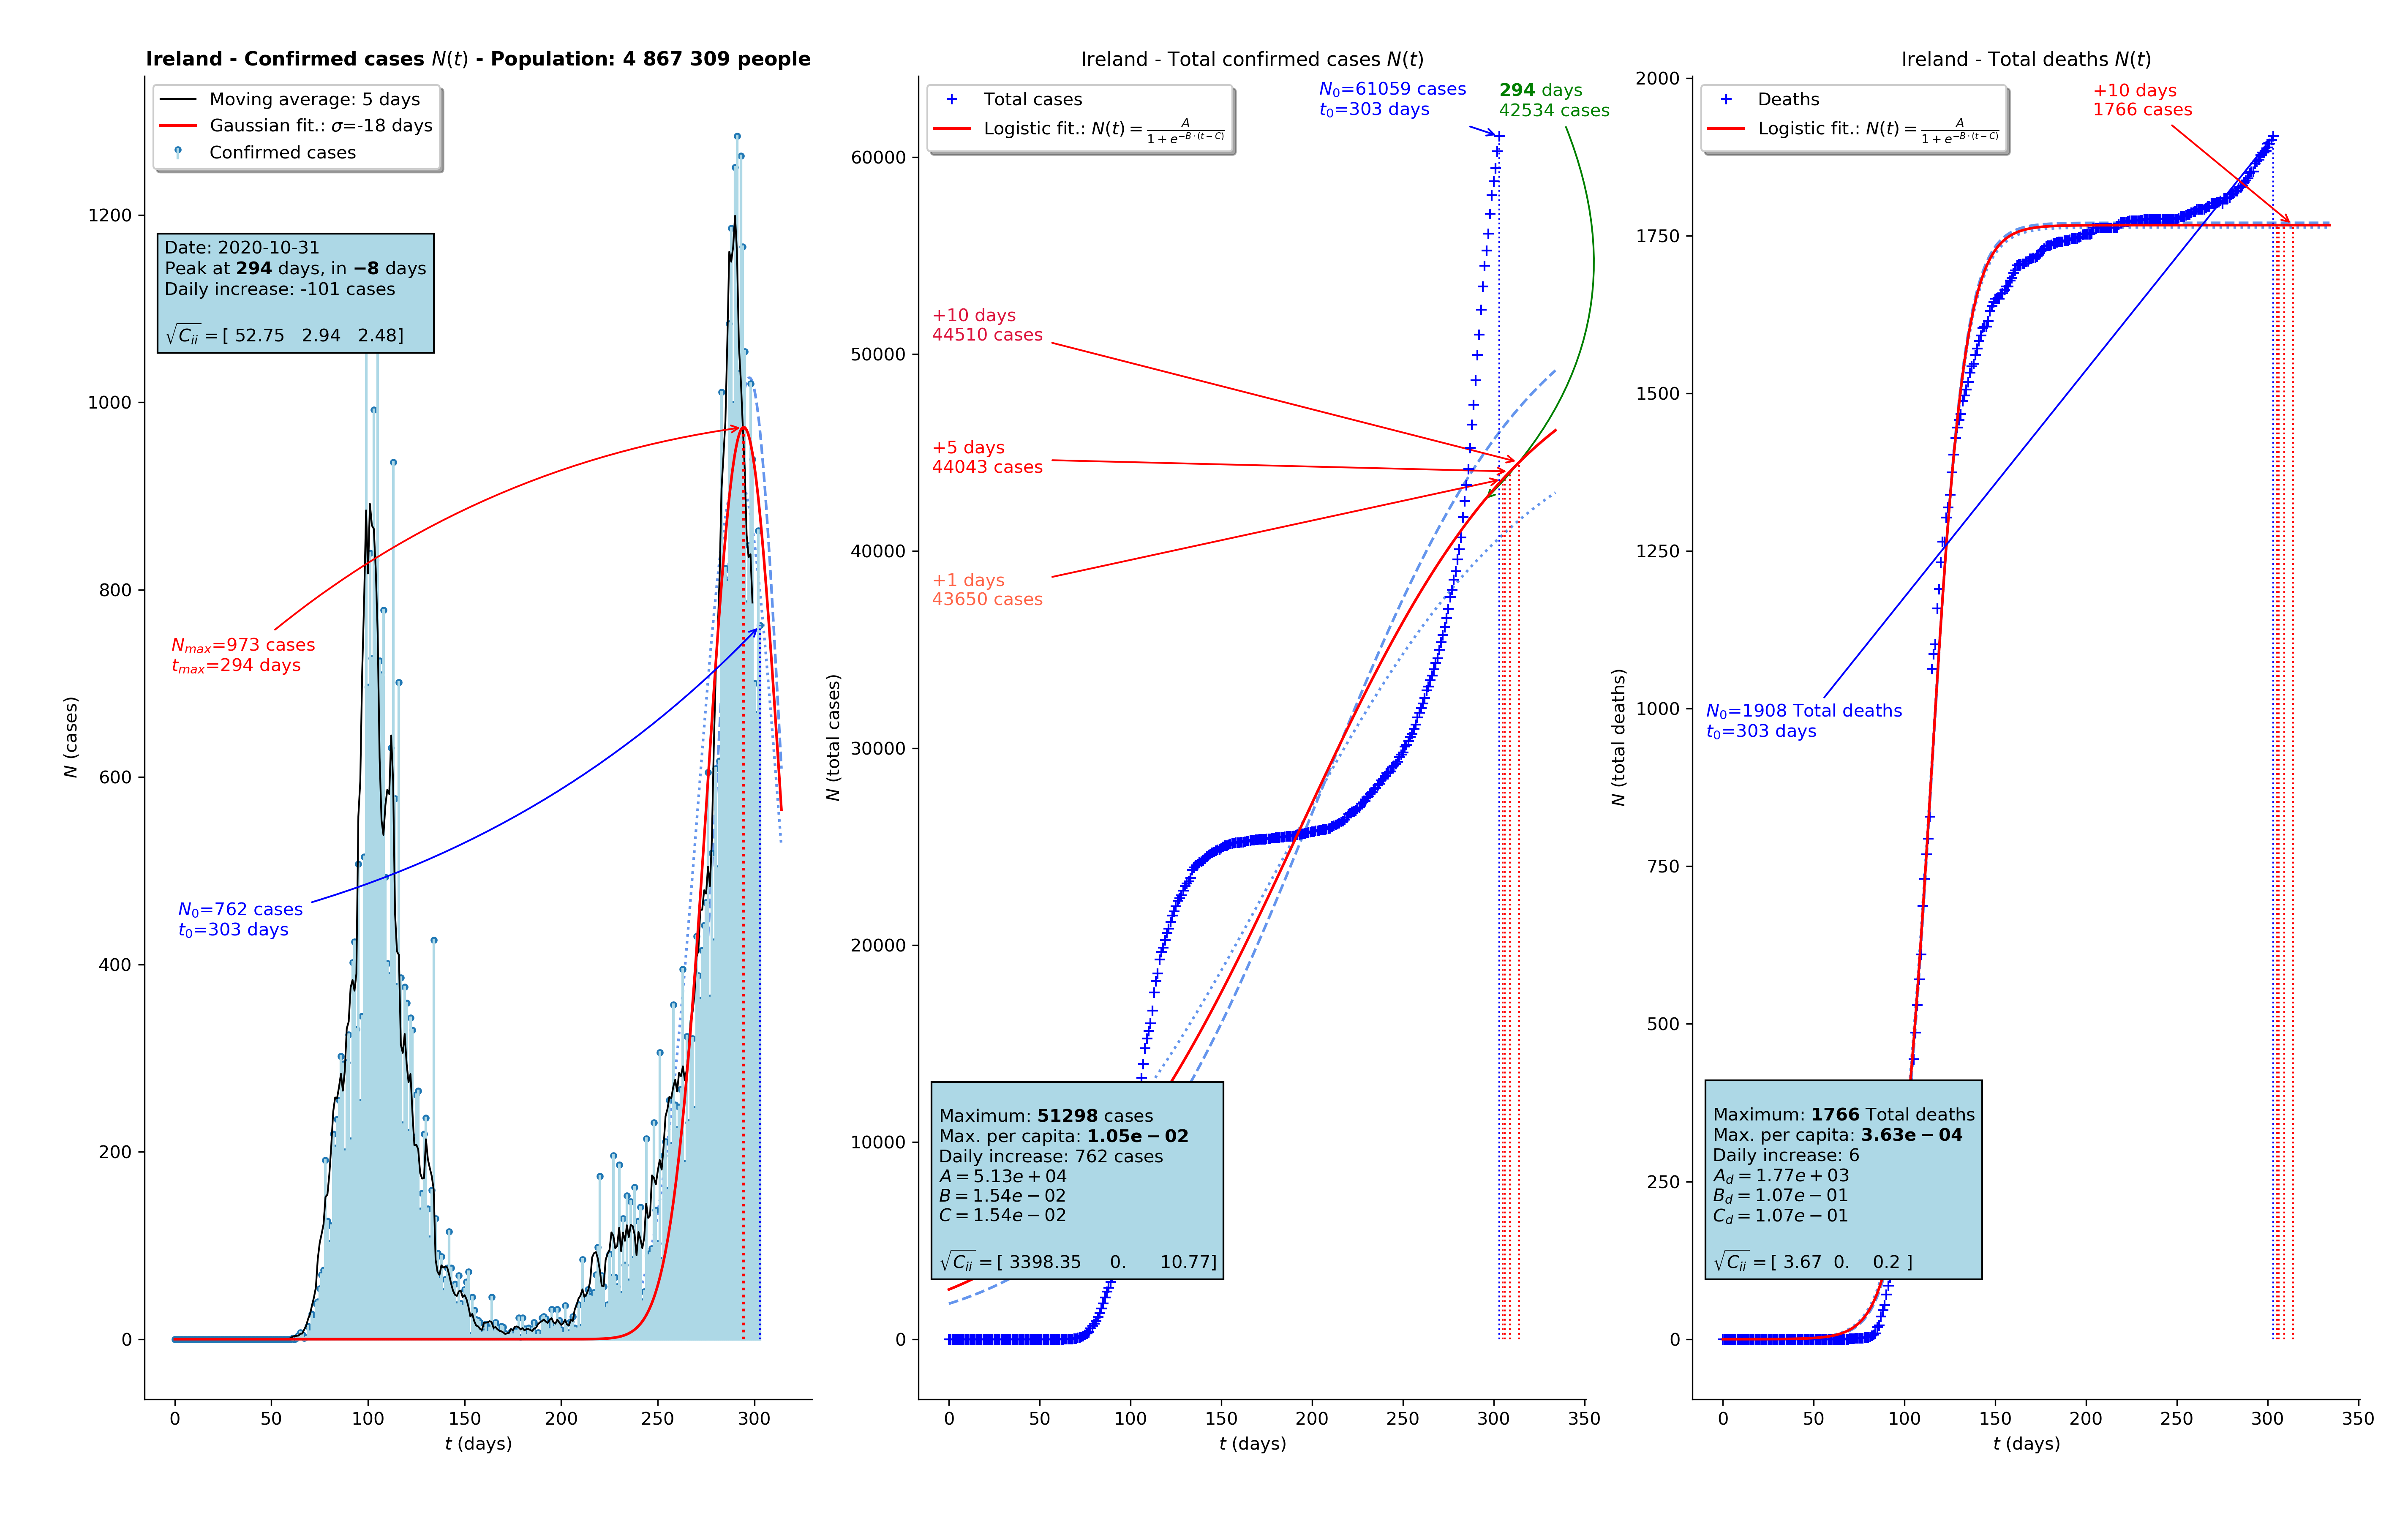 Ireland - Confirmed cases N(t) - Population: 4 867 309 people
Moving average: 5 days
Gaussian fit.: σ=-18 days
Confirmed cases
Date: 2020-10-31
Peak at 294 days, in −8 days
Daily increase: -101 cases
√C_ii = [ 52.75 2.94 2.48]
N_max=973 cases
t_max=294 days
N_0=762 cases
t_0=303 days
1200
1000
800
600
400
200
0
N (cases)
0 50 100 150 200 250 300
t (days)
Ireland - Total confirmed cases N(t)
Total cases
Logistic fit.: N(t) = A / (1 + e^{−B·(t−C)})
N_0=61059 cases
t_0=303 days
294 days
42534 cases
+10 days
44510 cases
+5 days
44043 cases
+1 days
43650 cases
Maximum: 51298 cases
Max. per capita: 1.05e − 02
Daily increase: 762 cases
A = 5.13e + 04
B = 1.54e − 02
C = 1.54e − 02
√C_ii = [ 3398.35 0. 10.77]
60000
50000
40000
30000
20000
10000
0
N (total cases)
0 50 100 150 200 250 300 350
t (days)
Ireland - Total deaths N(t)
Deaths
Logistic fit.: N(t) = A / (1 + e^{−B·(t−C)})
+10 days
1766 cases
N_0=1908 Total deaths
t_0=303 days
Maximum: 1766 Total deaths
Max. per capita: 3.63e − 04
Daily increase: 6
A_d = 1.77e + 03
B_d = 1.07e − 01
C_d = 1.07e − 01
√C_ii = [ 3.67 0. 0.2 ]
2000
1750
1500
1250
1000
750
500
250
0
N (total deaths)
0 50 100 150 200 250 300 350
t (days)